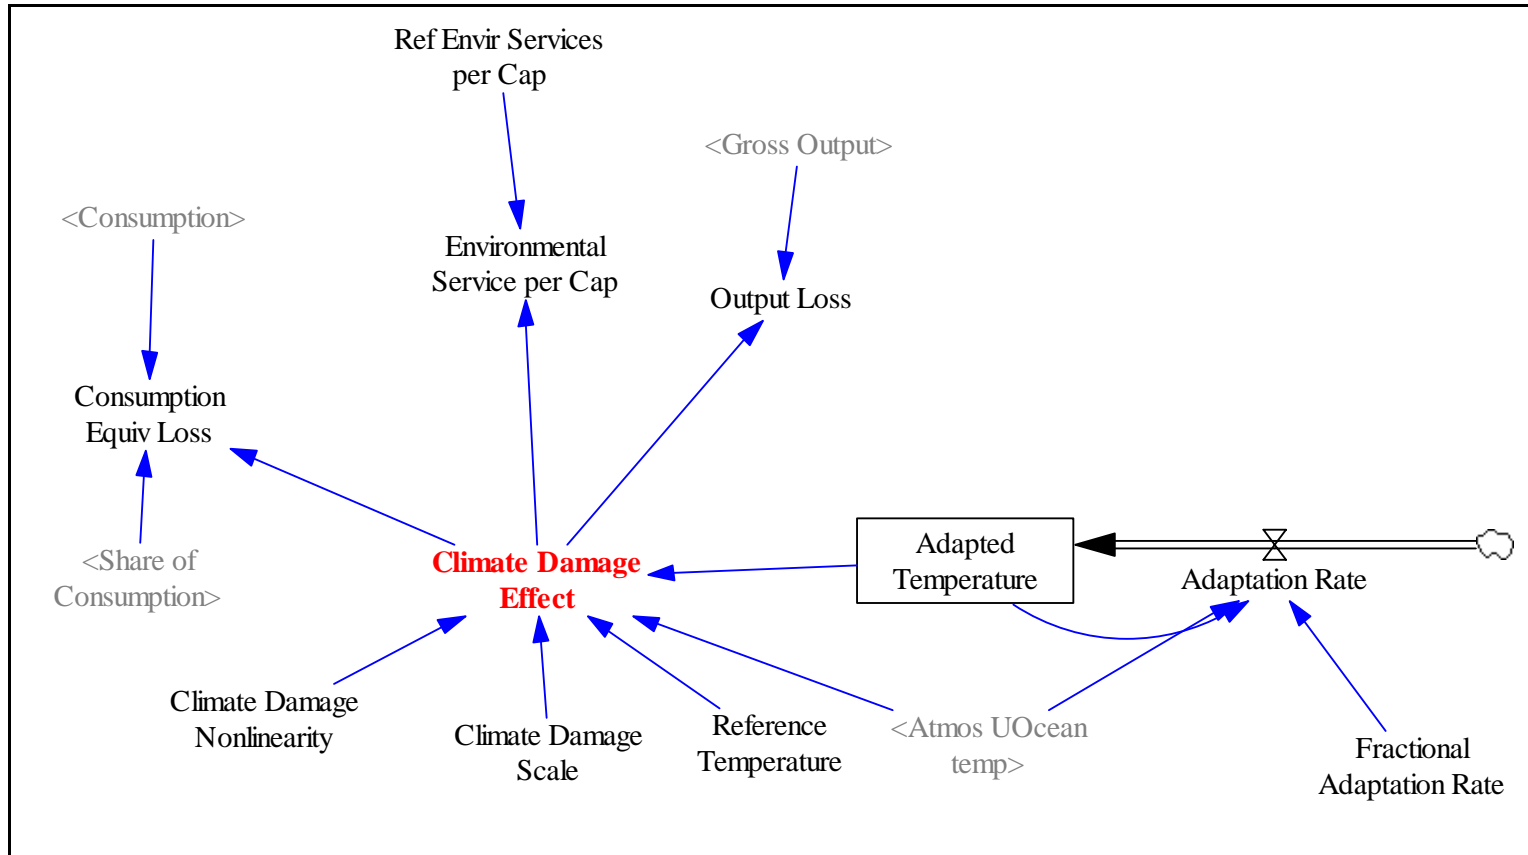 Ref Envir Services
per Cap
<Gross Output>
<Consumption>
Environmental
Service per Cap
Output Loss
Consumption
Equiv Loss
<Share of
Consumption>
Climate Damage
Effect
Adapted
Temperature
Adaptation Rate
Climate Damage
Nonlinearity
Climate Damage
Scale
Reference
Temperature
<Atmos UOcean
temp>
Fractional
Adaptation Rate